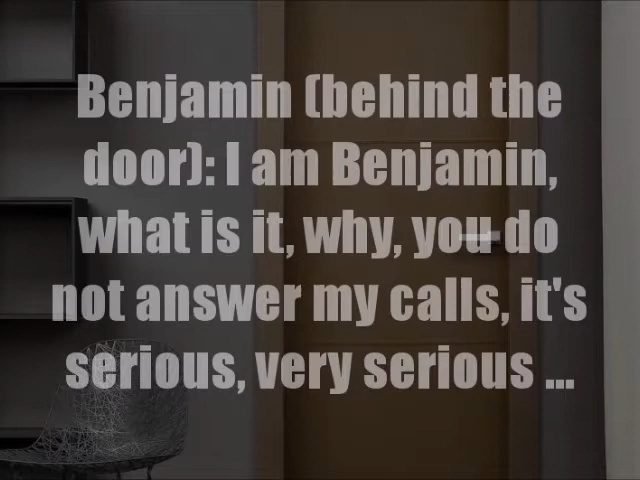 Benjamin (behind the
door): I am Benjamin,
what is it, why, you do
not answer my calls, it's
serious, very serious ...